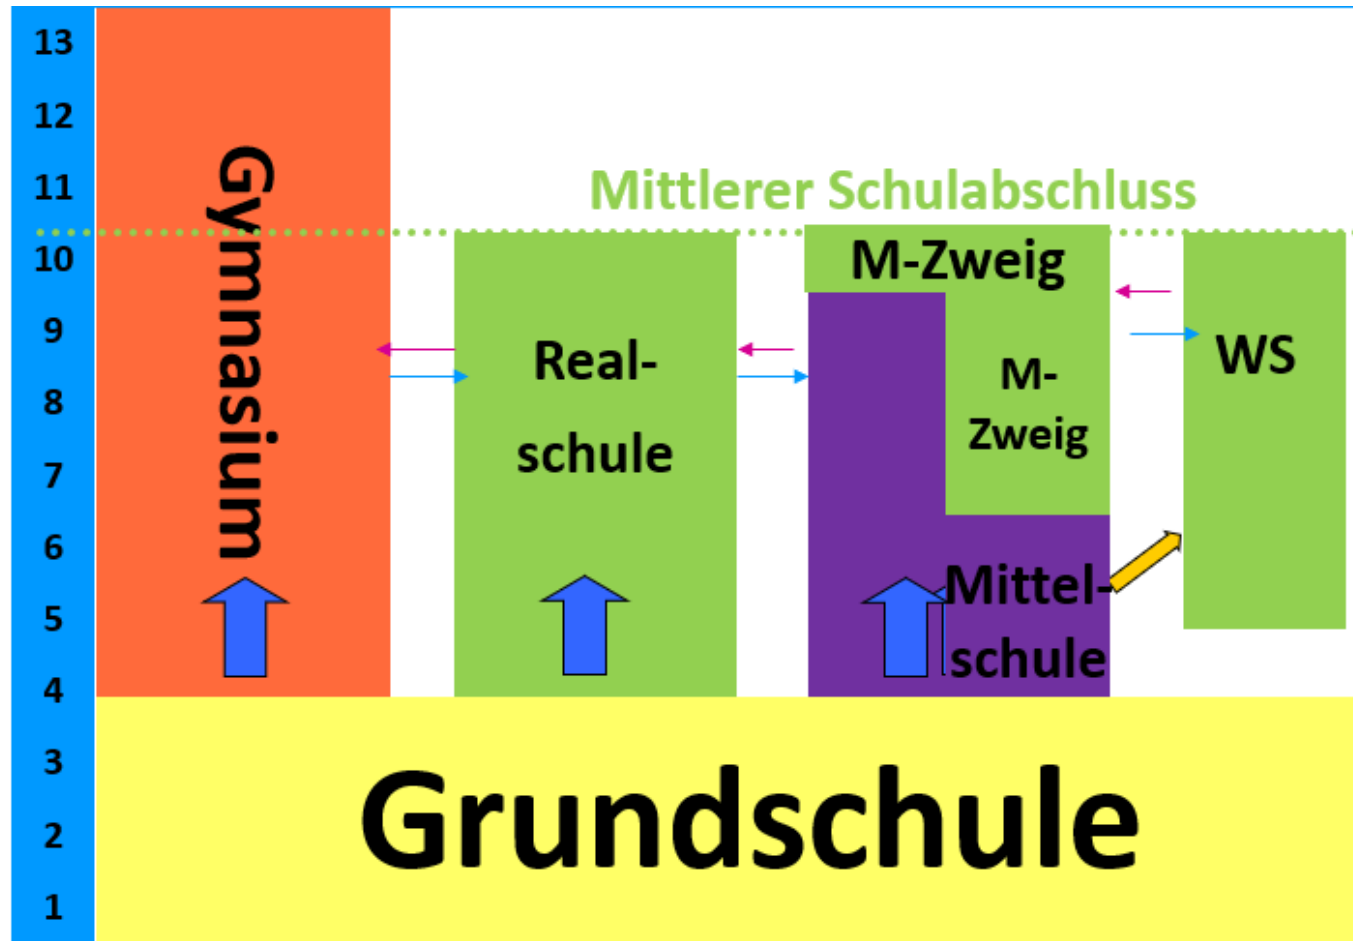 13
12
11
10
9
8
7
6
5
4
3
2
1
Gymnasium
Mittlerer Schulabschluss
Real-
schule
M-Zweig
M-
Zweig
Mittel-
schule
WS
Grundschule